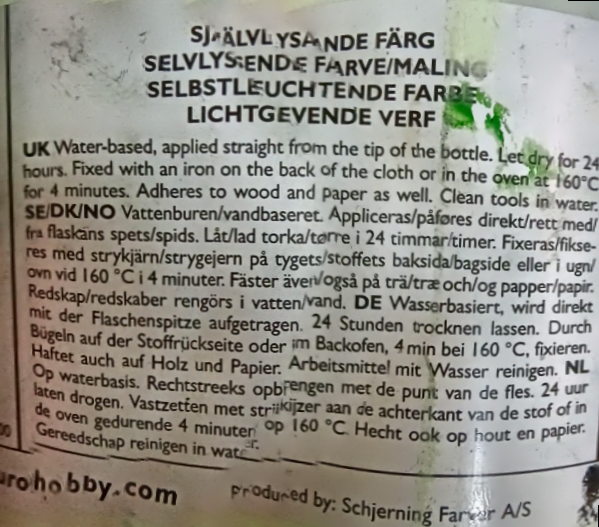 SJÄLVLYSANDE FÄRG
SELVLYSENDE FARVE/MALING
SELBSTLEUCHTENDE FARBE
LICHTGEVENDE VERF
UK Water-based, applied straight from the tip of the bottle. Let dry for 24
hours. Fixed with an iron on the back of the cloth or in the oven at 160°C
for 4 minutes. Adheres to wood and paper as well. Clean tools in water.
SE/DK/NO Vattenburen/vandbaseret. Appliceras/påføres direkt/rett med/
fra flaskans spets/spids. Låt/lad torka/tørre i 24 timmar/timer. Fixeras/fikse-
res med strykjärn/strygejern på tygets/stoffets baksida/bagside eller i ugn/
ovn vid 160 °C i 4 minuter. Fäster även/også på trä/træ och/og papper/papir.
Redskap/redskaber rengörs i vatten/vand. DE Wasserbasiert, wird direkt
mit der Flaschenspitze aufgetragen. 24 Stunden trocknen lassen. Durch
Bügeln auf der Stoffrückseite oder im Backofen, 4 min bei 160 °C, fixieren.
Haftet auch auf Holz und Papier. Arbeitsmittel mit Wasser reinigen. NL
Op waterbasis. Rechtstreeks opbrengen met de punt van de fles. 24 uur
laten drogen. Vastzetten met strijkijzer aan de achterkant van de stof of in
de oven gedurende 4 minuten op 160 °C. Hecht ook op hout en papier.
Gereedschap reinigen in water.
urohobby.com
Produced by: Schjerning Farver A/S